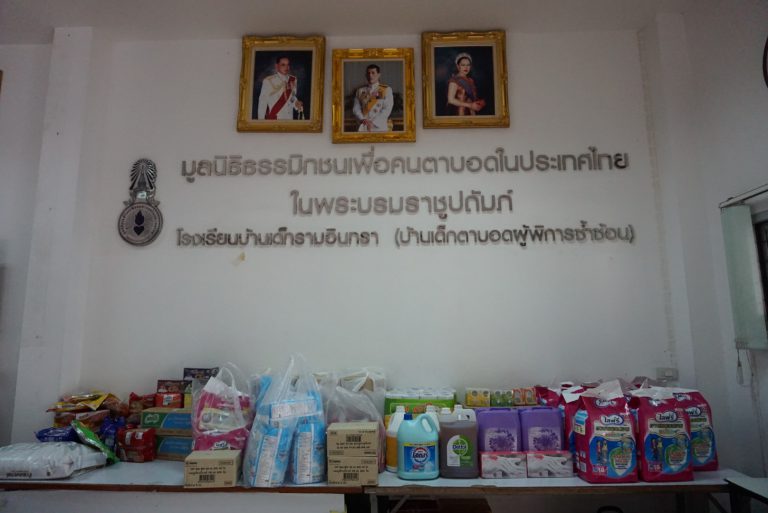 มูลนิธิธรรมิกชนเพื่อคนตาบอดในประเทศไทย
ในพระบรมราชูปถัมภ์
โรงเรียนบ้านเด็กรามอินทรา (บ้านเด็กตาบอดผู้พิการซ้ำซ้อน)